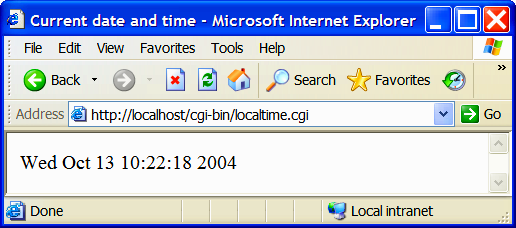 Current date and time - Microsoft Internet Explorer
File Edit View Favorites Tools Help
Back Search Favorites »
Address http://localhost/cgi-bin/localtime.cgi Go
Wed Oct 13 10:22:18 2004
Done Local intranet